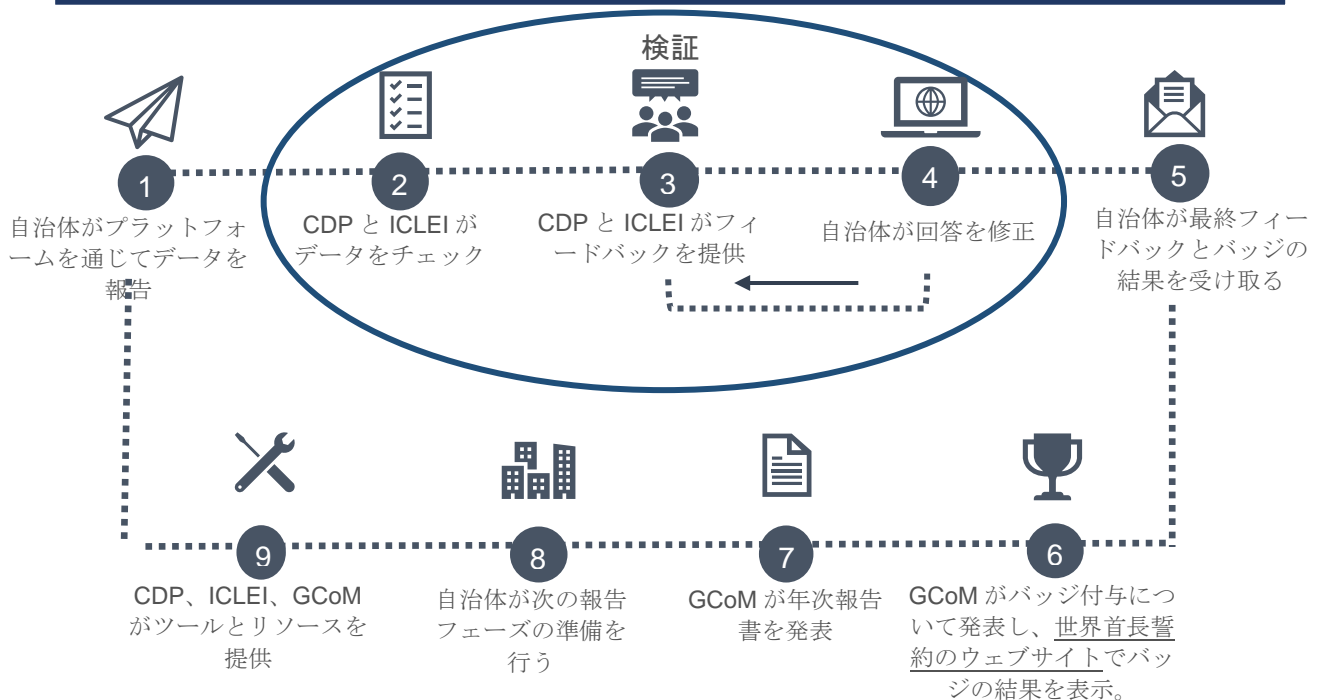 検証
1
自治体がプラットフォ
ームを通じてデータを
報告
2
CDP と ICLEI が
データをチェック
3
CDP と ICLEI がフィ
ードバックを提供
4
自治体が回答を修正
5
自治体が最終フィー
ドバックとバッジの
結果を受け取る
6
GCoM がバッジ付与につ
いて発表し、世界首長誓
約のウェブサイトでバッ
ジの結果を表示。
7
GCoM が年次報告
書を発表
8
自治体が次の報告
フェーズの準備を
行う
9
CDP、ICLEI、GCoM
がツールとリソースを
提供